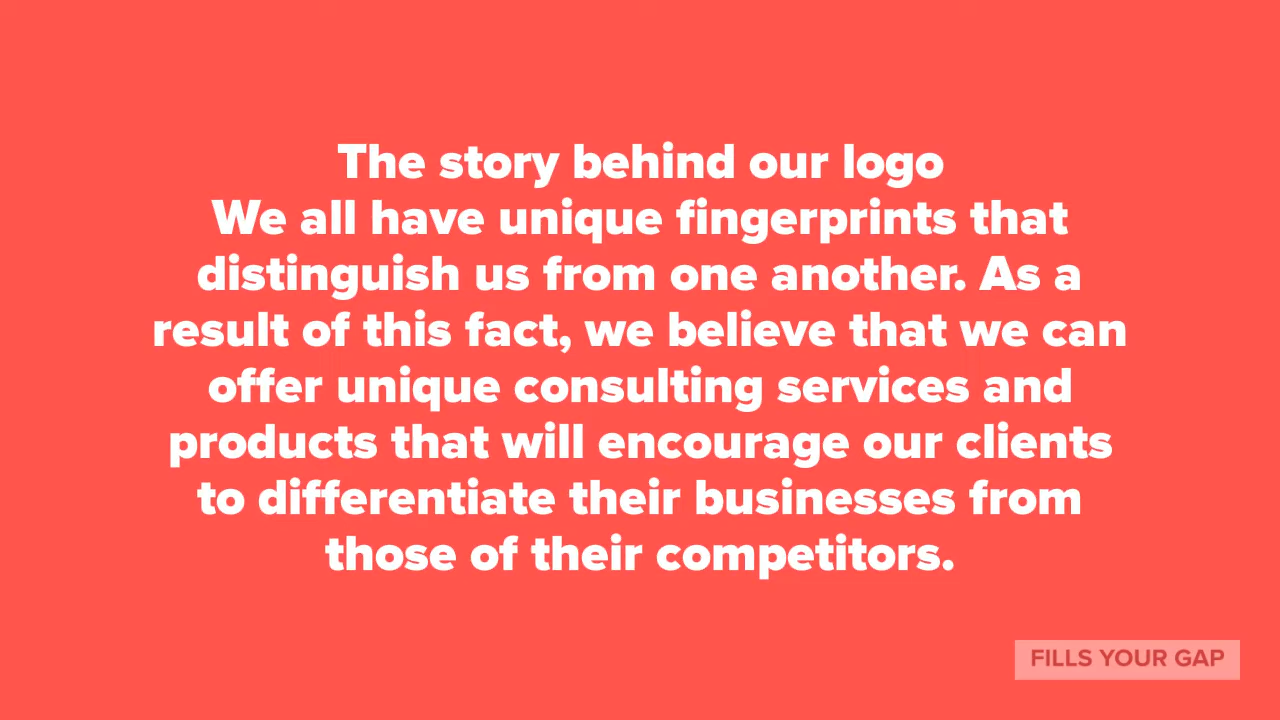 The story behind our logo
We all have unique fingerprints that
distinguish us from one another. As a
result of this fact, we believe that we can
offer unique consulting services and
products that will encourage our clients
to differentiate their businesses from
those of their competitors.
FILLS YOUR GAP